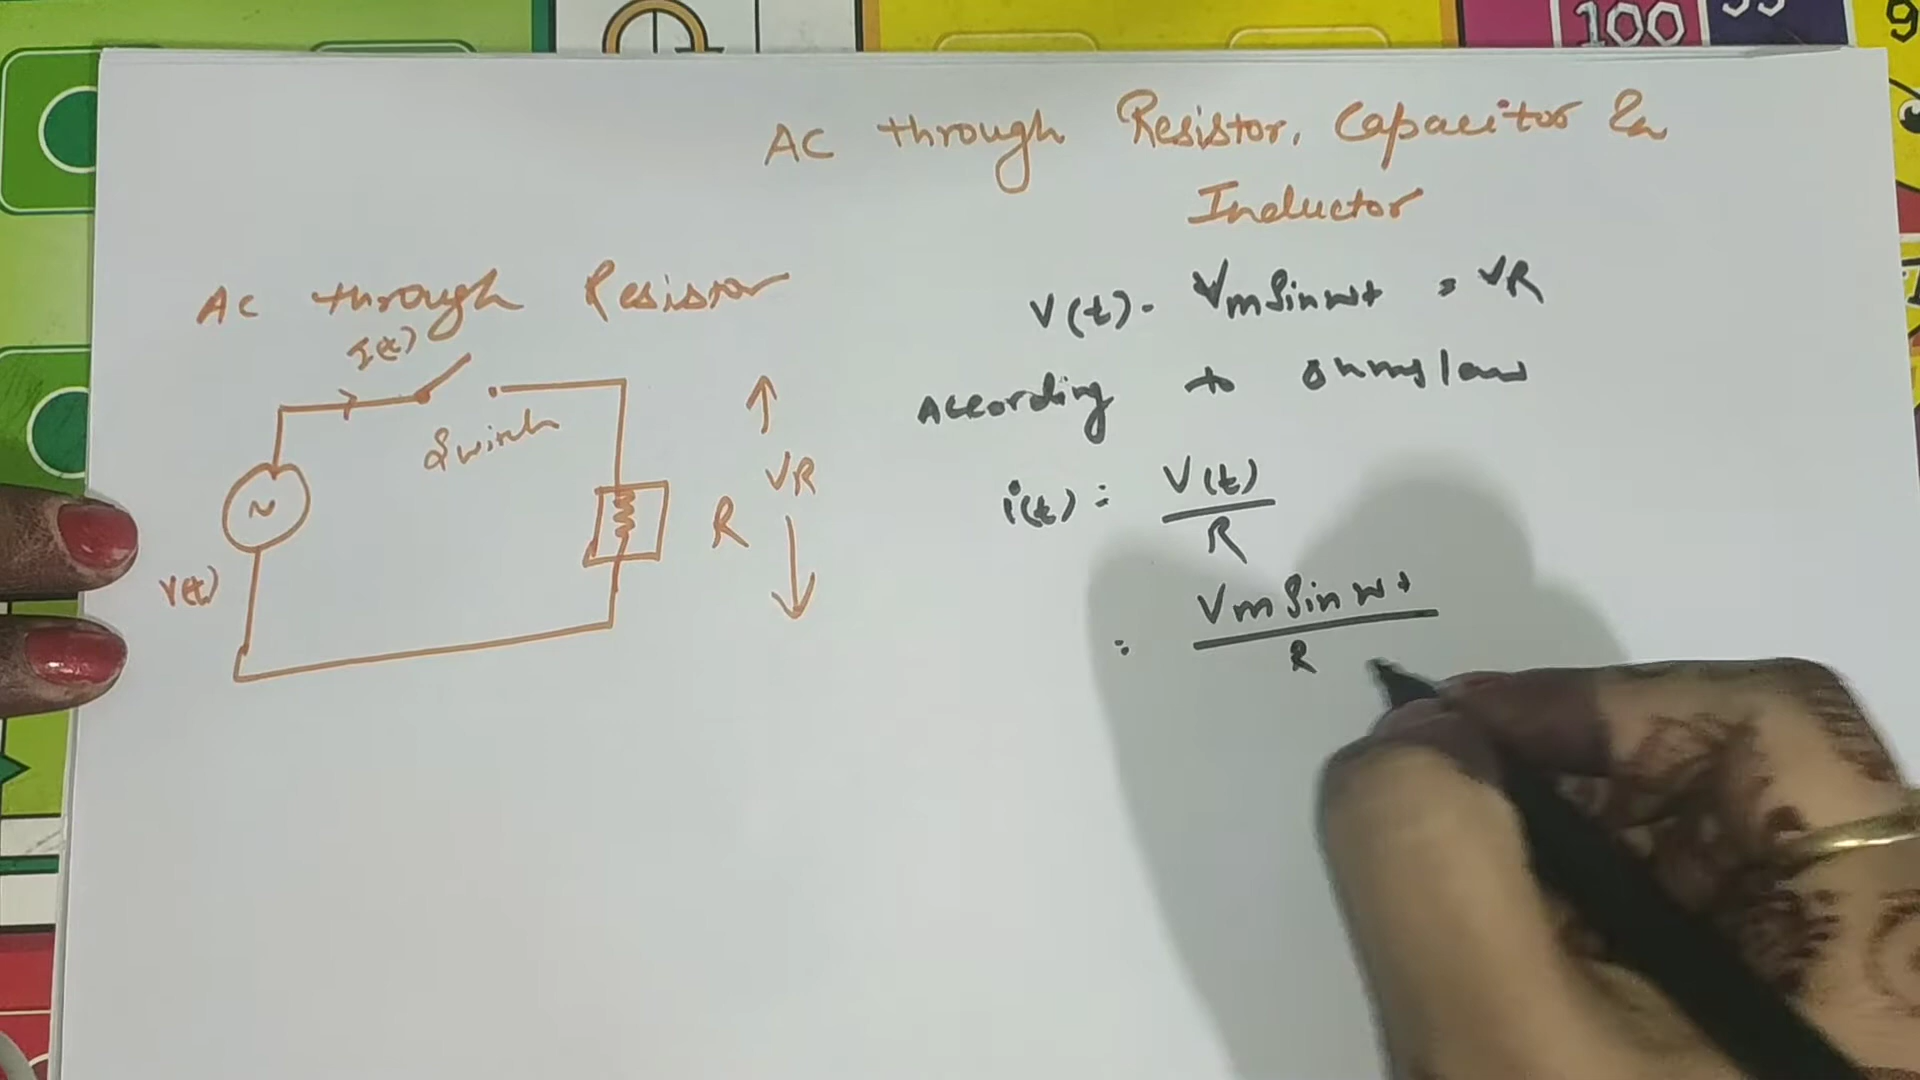 100
AC through Resistor, Capacitor &
Inductor
AC through Resistor
I(t)
Switch
V(t)
~
R
VR
V(t) = Vm Sin wt = VR
According to ohms law
i(t) = V(t)
R
= Vm Sin wt
R